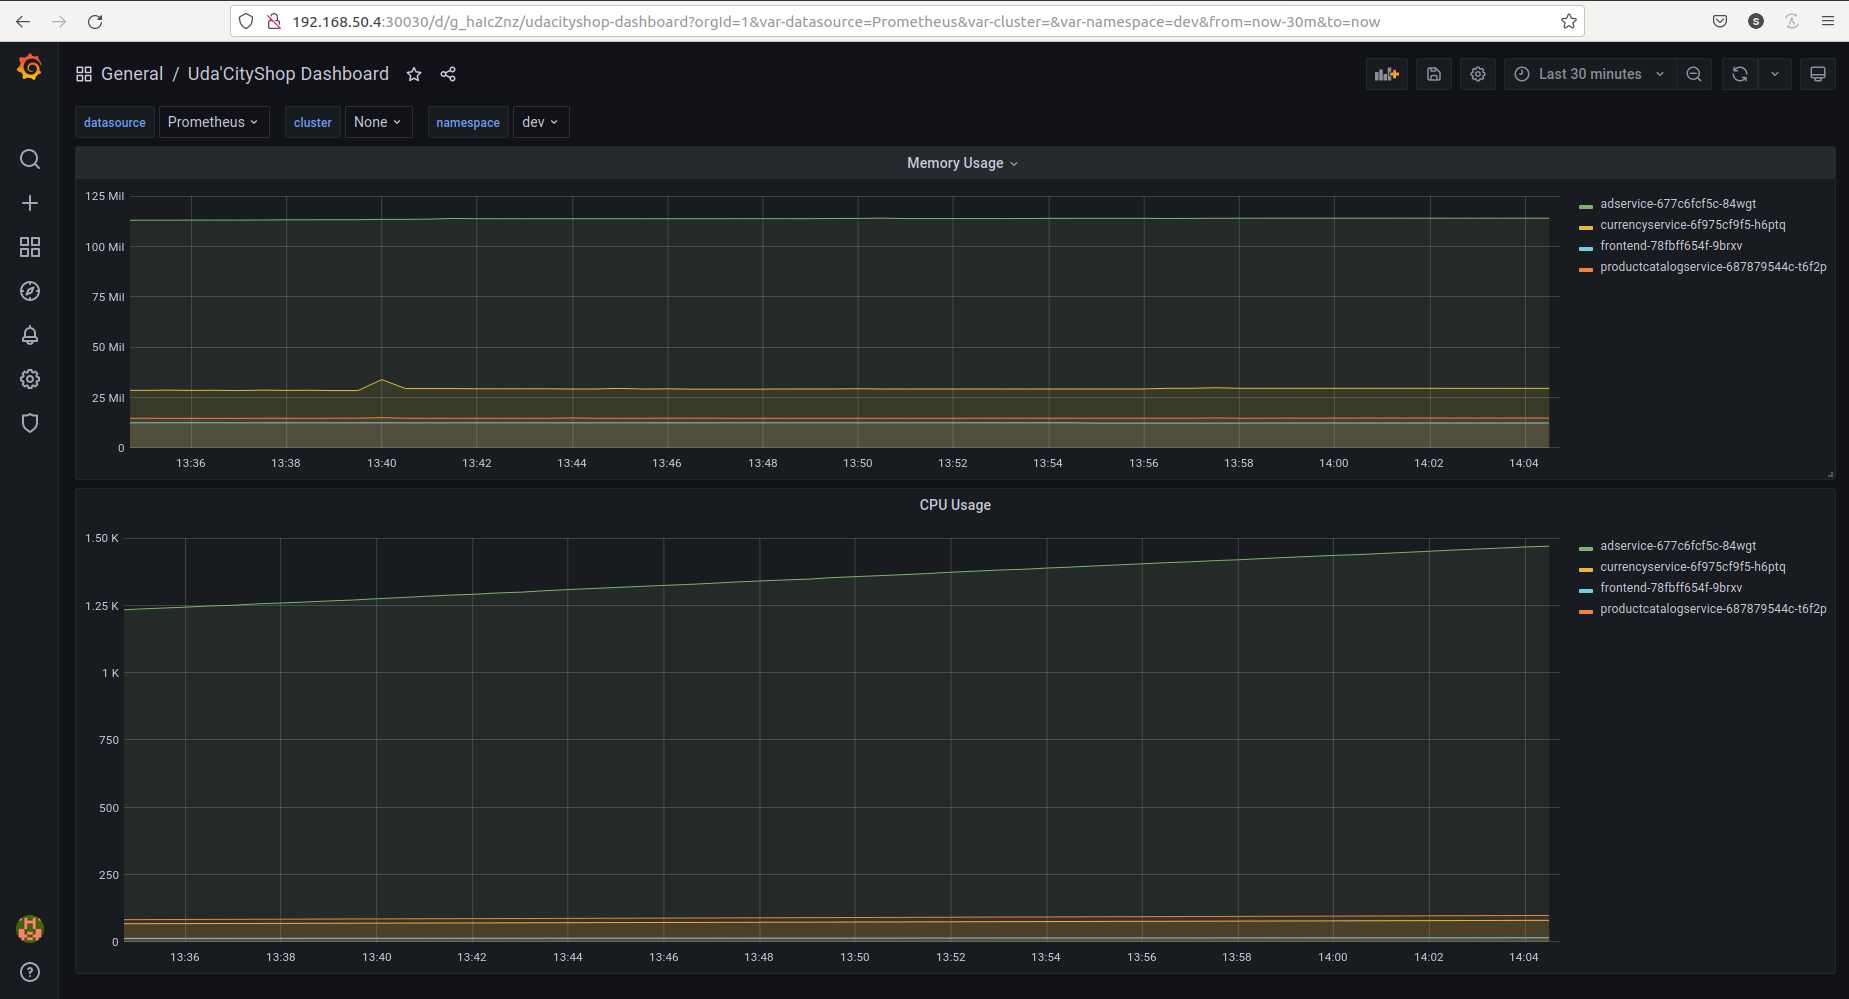 192.168.50.4:30030/d/g_haIcZnz/udacityshop-dashboard?orgId=1&var-datasource=Prometheus&var-cluster=&var-namespace=dev&from=now-30m&to=now
S
General / Uda'CityShop Dashboard
Last 30 minutes
datasource Prometheus cluster None namespace dev
Memory Usage
125 Mil
100 Mil
75 Mil
50 Mil
25 Mil
0
13:36 13:38 13:40 13:42 13:44 13:46 13:48 13:50 13:52 13:54 13:56 13:58 14:00 14:02 14:04
adservice-677c6fcf5c-84wgt
currencyservice-6f975cf9f5-h6ptq
frontend-78fbff654f-9brxv
productcatalogservice-687879544c-t6f2p
CPU Usage
1.50 K
1.25 K
1 K
750
500
250
0
13:36 13:38 13:40 13:42 13:44 13:46 13:48 13:50 13:52 13:54 13:56 13:58 14:00 14:02 14:04
adservice-677c6fcf5c-84wgt
currencyservice-6f975cf9f5-h6ptq
frontend-78fbff654f-9brxv
productcatalogservice-687879544c-t6f2p